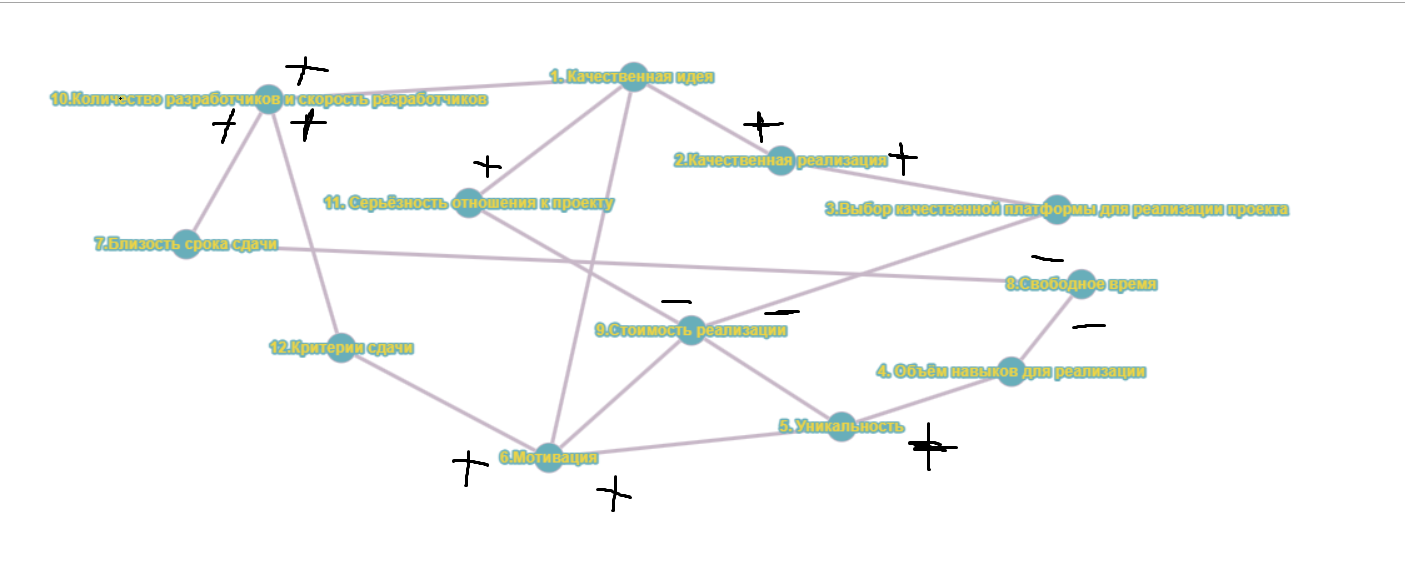 1. Качественная идея
10.Количество разработчиков и скорость разработчиков
+
+
+
+
2.Качественная реализация
+
+
11. Серьёзность отношения к проекту
3.Выбор качественной платформы для реализации проекта
7.Близость срока сдачи
−
8.Свободное время
−
−
−
9.Стоимость реализации
12.Критерии сдачи
4. Объём навыков для реализации
5. Уникальность
+
6.Мотивация
+
+